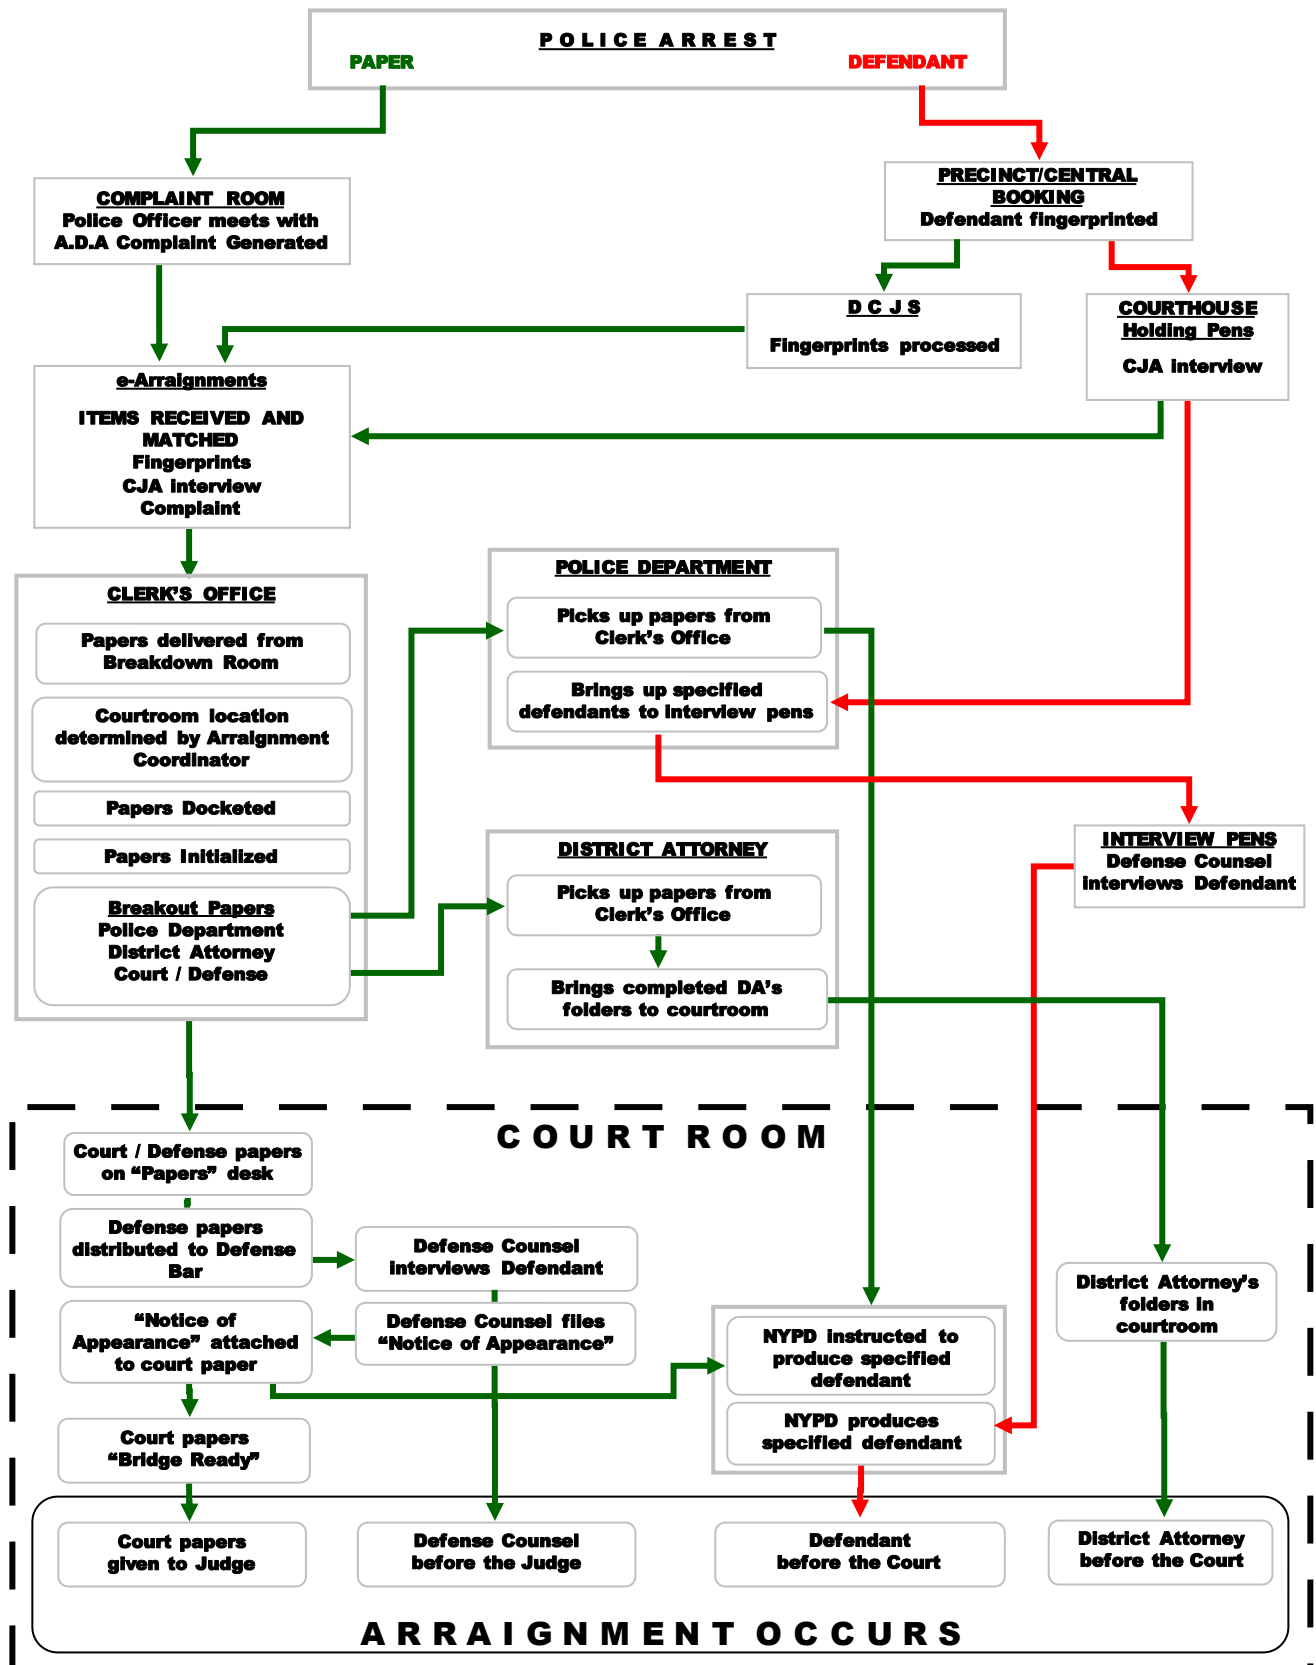 POLICE ARREST
PAPER
DEFENDANT
COMPLAINT ROOM
Police Officer meets with
A.D.A Complaint Generated
PRECINCT/CENTRAL
BOOKING
Defendant fingerprinted
D C J S
Fingerprints processed
COURTHOUSE
Holding Pens
CJA interview
e-Arraignments
ITEMS RECEIVED AND
MATCHED
Fingerprints
CJA interview
Complaint
CLERK'S OFFICE
Papers delivered from
Breakdown Room
Courtroom location
determined by Arraignment
Coordinator
Papers Docketed
Papers Initialized
Breakout Papers
Police Department
District Attorney
Court / Defense
POLICE DEPARTMENT
Picks up papers from
Clerk's Office
Brings up specified
defendants to interview pens
DISTRICT ATTORNEY
Picks up papers from
Clerk's Office
Brings completed DA's
folders to courtroom
INTERVIEW PENS
Defense Counsel
interviews Defendant
COURT ROOM
Court / Defense papers
on “Papers” desk
Defense papers
distributed to Defense
Bar
Defense Counsel
interviews Defendant
“Notice of
Appearance” attached
to court paper
Defense Counsel files
“Notice of Appearance”
NYPD instructed to
produce specified
defendant
District Attorney's
folders in
courtroom
Court papers
“Bridge Ready”
NYPD produces
specified defendant
Court papers
given to Judge
Defense Counsel
before the Judge
Defendant
before the Court
District Attorney
before the Court
ARRAIGNMENT OCCURS